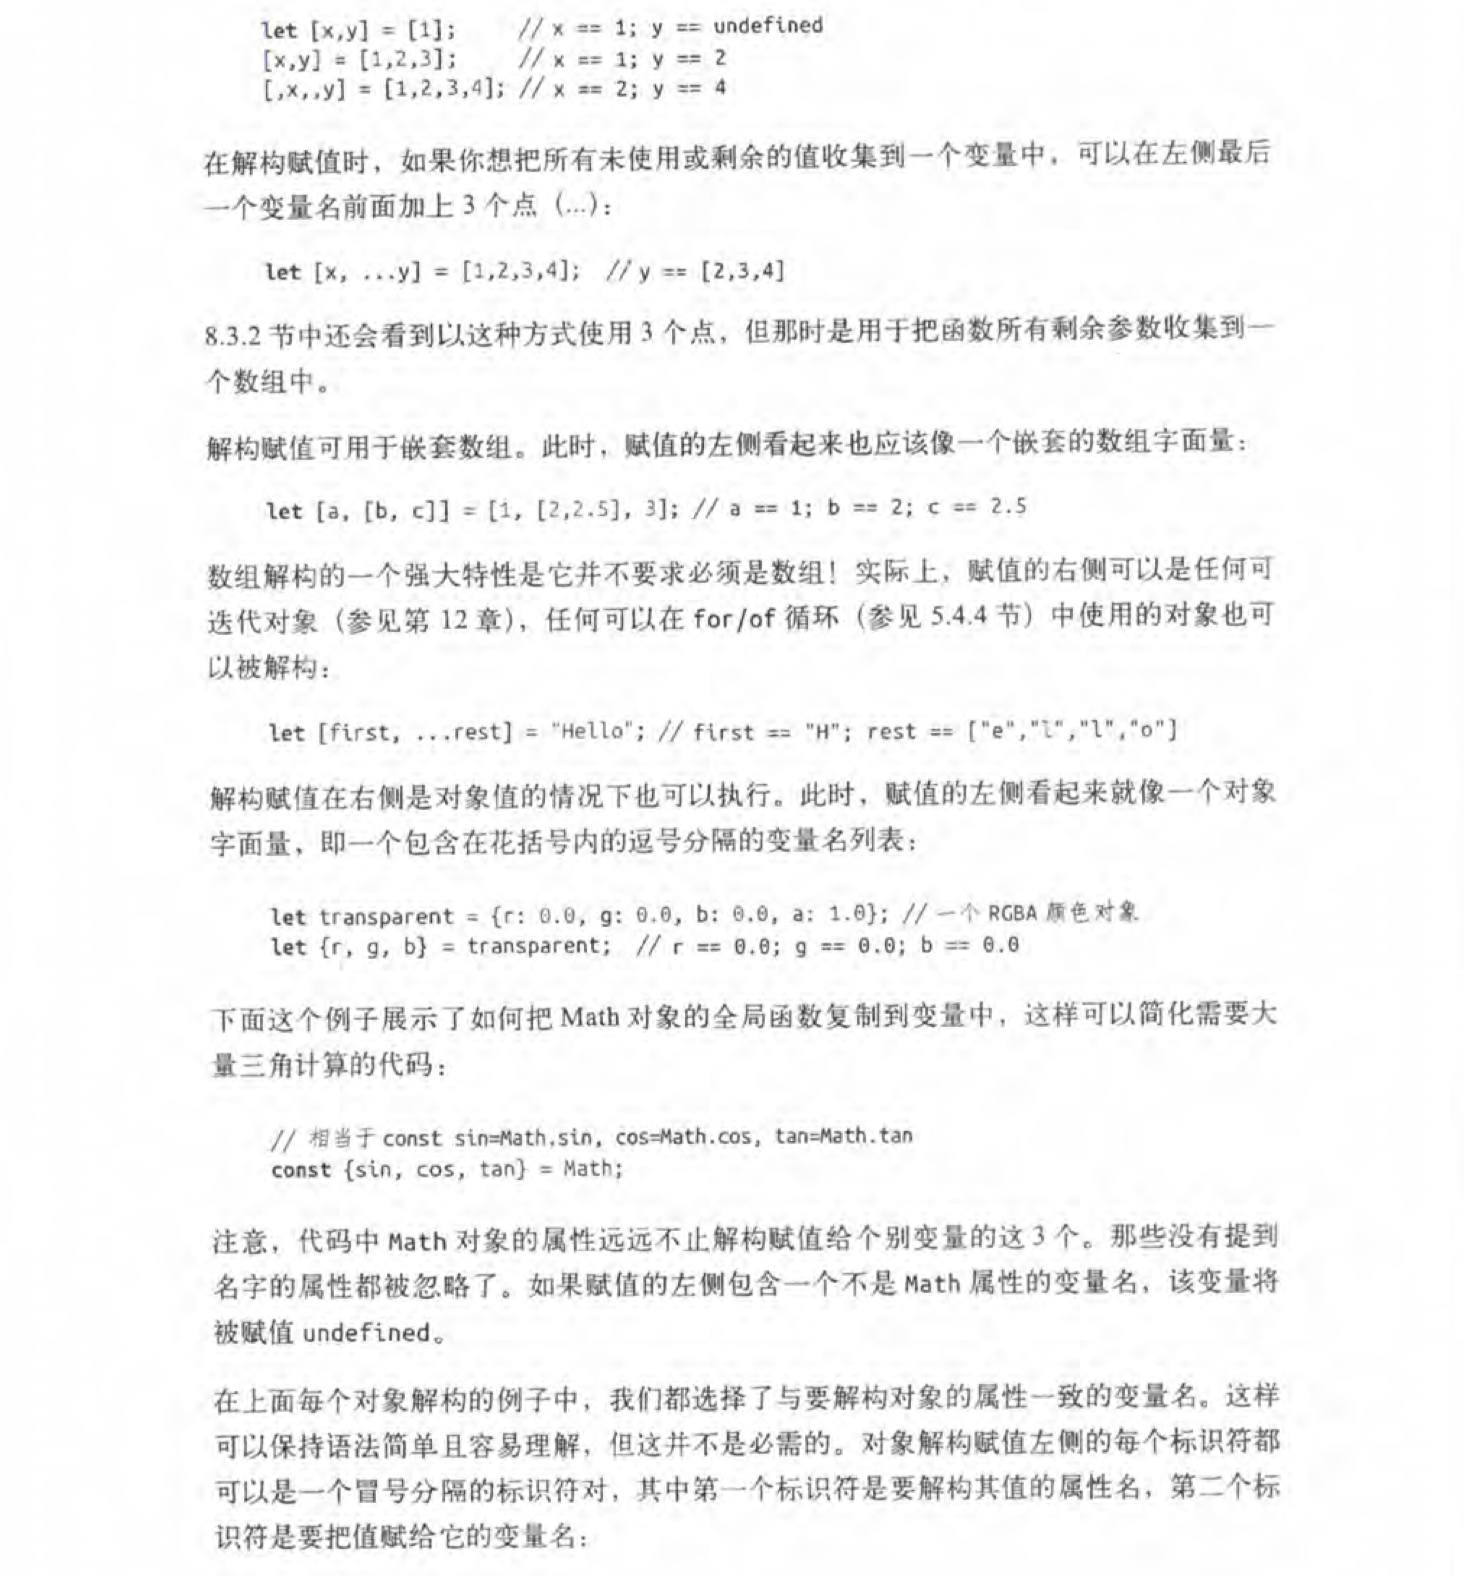 let [x,y] = [1];     // x == 1; y == undefined
[x,y] = [1,2,3];     // x == 1; y == 2
[,x,,y] = [1,2,3,4]; // x == 2; y == 4
在解构赋值时，如果你想把所有未使用或剩余的值收集到一个变量中，可以在左侧最后
一个变量名前面加上 3 个点（...）：
let [x, ...y] = [1,2,3,4];  // y == [2,3,4]
8.3.2 节中还会看到以这种方式使用 3 个点，但那时是用于把函数所有剩余参数收集到一
个数组中。
解构赋值可用于嵌套数组。此时，赋值的左侧看起来也应该像一个嵌套的数组字面量：
let [a, [b, c]] = [1, [2,2.5], 3]; // a == 1; b == 2; c == 2.5
数组解构的一个强大特性是它并不要求必须是数组！实际上，赋值的右侧可以是任何可
迭代对象（参见第 12 章），任何可以在 for/of 循环（参见 5.4.4 节）中使用的对象也可
以被解构：
let [first, ...rest] = "Hello"; // first == "H"; rest == ["e","l","l","o"]
解构赋值在右侧是对象值的情况下也可以执行。此时，赋值的左侧看起来就像一个对象
字面量，即一个包含在花括号内的逗号分隔的变量名列表：
let transparent = {r: 0.0, g: 0.0, b: 0.0, a: 1.0}; // 一个 RGBA 颜色对象
let {r, g, b} = transparent;  // r == 0.0; g == 0.0; b == 0.0
下面这个例子展示了如何把 Math 对象的全局函数复制到变量中，这样可以简化需要大
量三角计算的代码：
// 相当于 const sin=Math.sin, cos=Math.cos, tan=Math.tan
const {sin, cos, tan} = Math;
注意，代码中 Math 对象的属性远远不止解构赋值给个别变量的这 3 个。那些没有提到
名字的属性都被忽略了。如果赋值的左侧包含一个不是 Math 属性的变量名，该变量将
被赋值 undefined。
在上面每个对象解构的例子中，我们都选择了与要解构对象的属性一致的变量名。这样
可以保持语法简单且容易理解，但这并不是必需的。对象解构赋值左侧的每个标识符都
可以是一个冒号分隔的标识符对，其中第一个标识符是要解构其值的属性名，第二个标
识符是要把值赋给它的变量名：